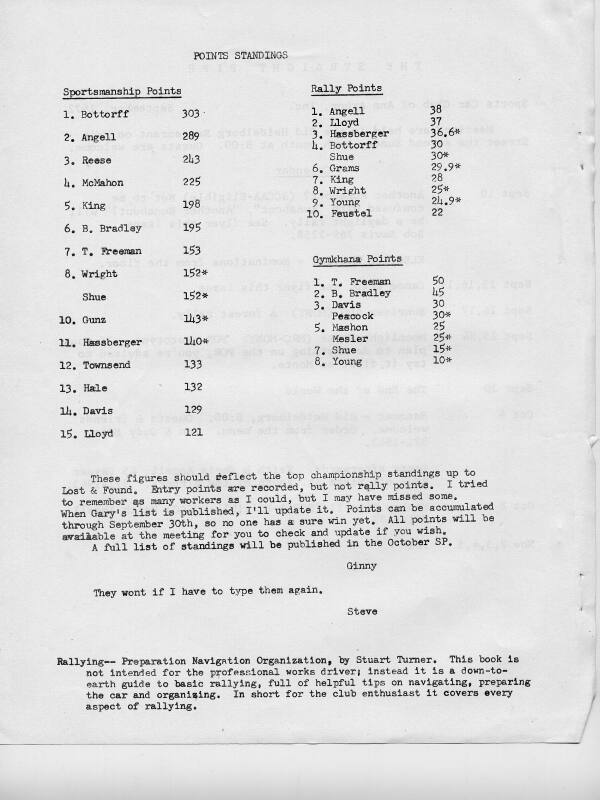 POINTS STANDINGS
Sportsmanship Points
1. Bottorff 303
2. Angell 289
3. Reese 243
4. McMahon 225
5. King 198
6. B. Bradley 195
7. T. Freeman 153
8. Wright 152*
Shue 152*
10. Gunz 143*
11. Hassberger 140*
12. Townsend 133
13. Hale 132
14. Davis 129
15. Lloyd 121
Rally Points
1. Angell 38
2. Lloyd 37
3. Hassberger 36.6*
4. Bottorff 30
Shue 30*
6. Grams 29.9*
7. King 28
8. Wright 25*
9. Young 24.9*
10. Feustel 22
Gymkhana Points
1. T. Freeman 50
2. B. Bradley 45
3. Davis 30
Peacock 30*
5. Mashon 25
Mesler 25*
7. Shue 15*
8. Young 10*
These figures should reflect the top championship standings up to
Lost & Found. Entry points are recorded, but not rally points. I tried
to remember as many workers as I could, but I may have missed some.
When Gary's list is published, I'll update it. Points can be accumulated
through September 30th, so no one has a sure win yet. All points will be
available at the meeting for you to check and update if you wish.
A full list of standings will be published in the October SP.
Ginny
They wont if I have to type them again.
Steve
Rallying-- Preparation Navigation Organization, by Stuart Turner. This book is
not intended for the professional works driver; instead it is a down-to-
earth guide to basic rallying, full of helpful tips on navigating, preparing
the car and organizing. In short for the club enthusiast it covers every
aspect of rallying.